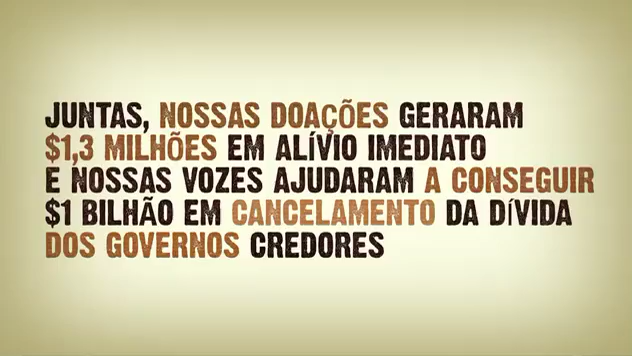 JUNTAS, NOSSAS DOAÇÕES GERARAM
$1,3 MILHÕES EM ALÍVIO IMEDIATO
E NOSSAS VOZES AJUDARAM A CONSEGUIR
$1 BILHÃO EM CANCELAMENTO DA DÍVIDA
DOS GOVERNOS CREDORES